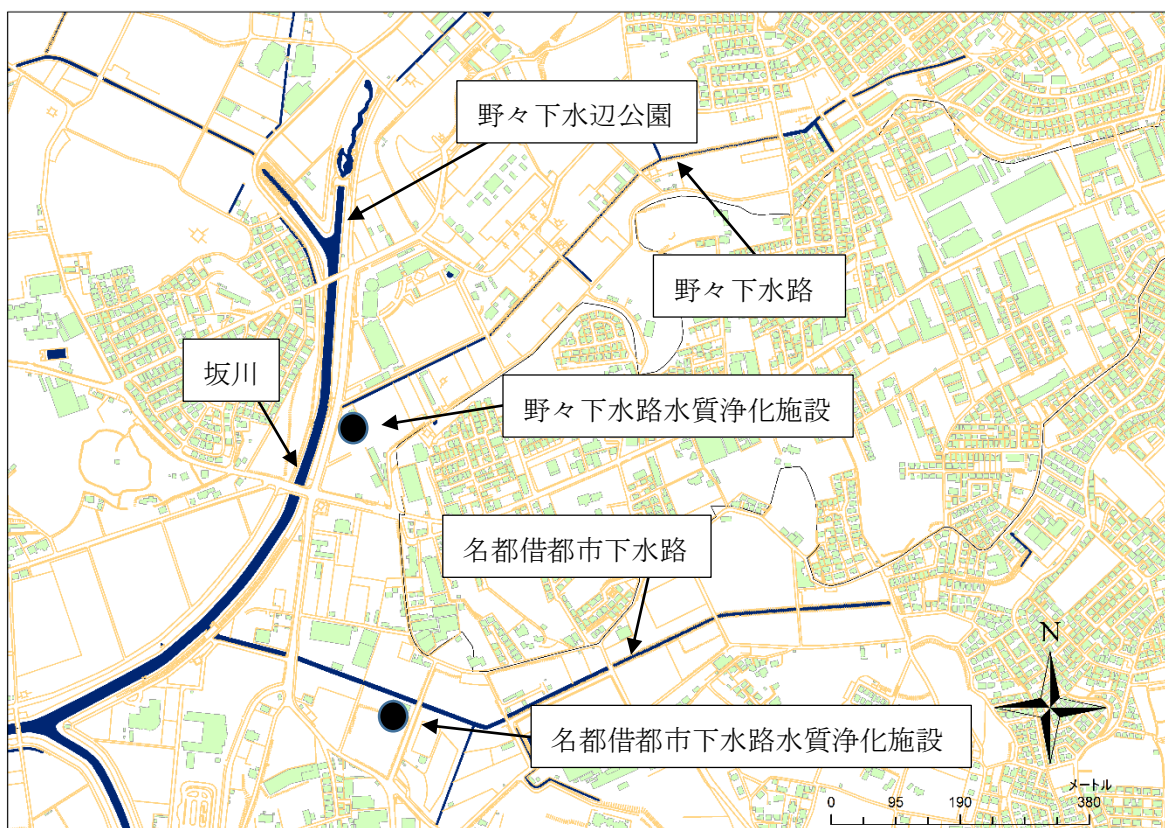 野々下水辺公園
野々下水路
坂川
野々下水路水質浄化施設
名都借都市下水路
N
名都借都市下水路水質浄化施設
メートル
0 95 190 380